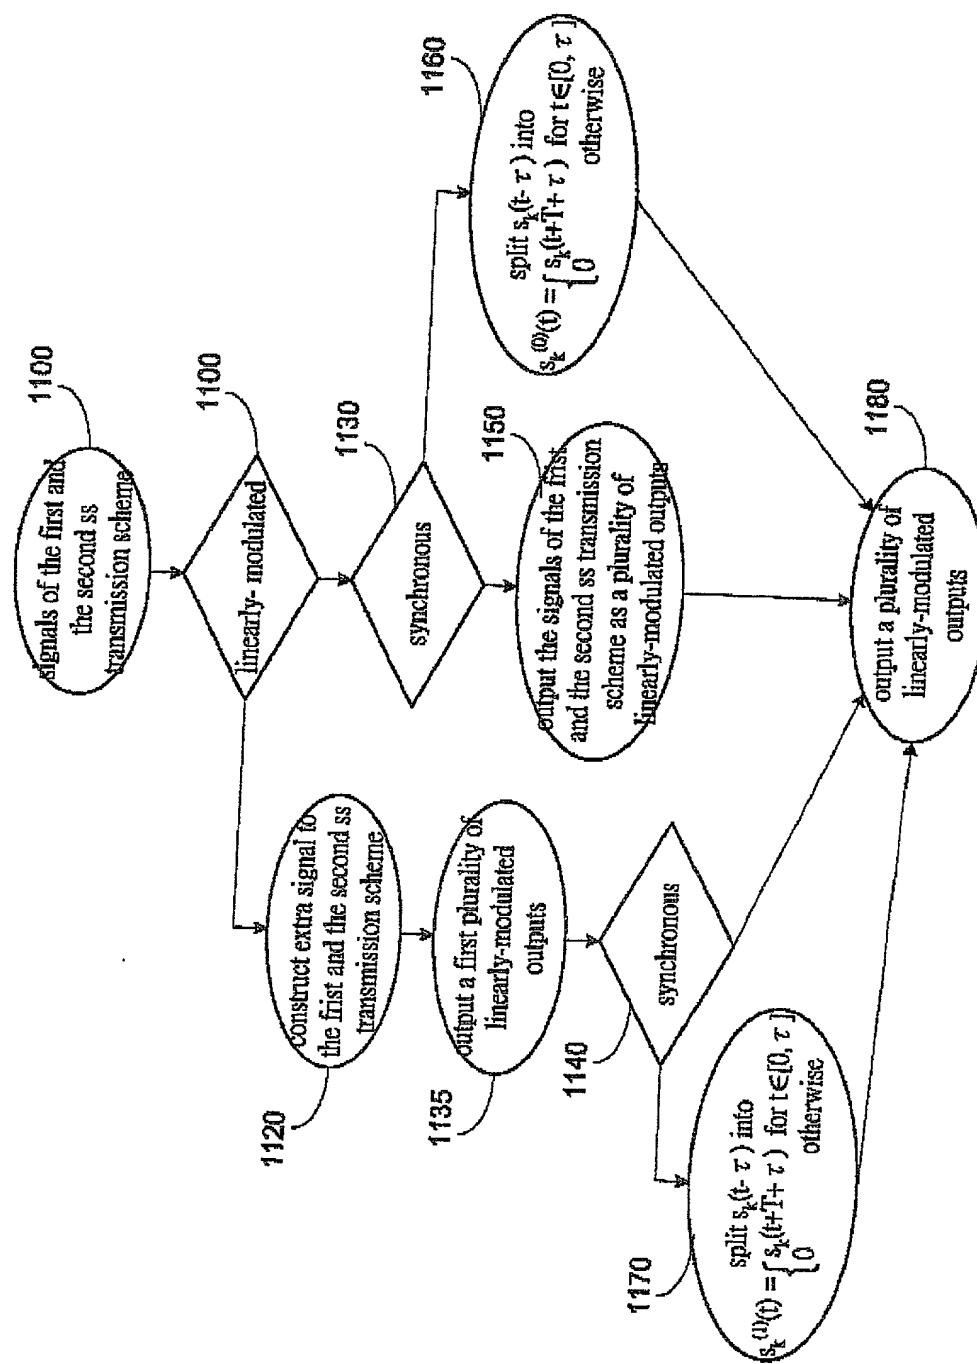 1100
signals of the first and
the second ss
transmission scheme
1100
linearly- modulated
1130
synchronous
1120
construct extra signal to
the frist and the second ss
transmission scheme
1135
output a first plurality of
linearly-modulated
outputs
1140
synchronous
1150
output the signals of the frist
and the second ss transmission
scheme as a plurality of
linearly-modulated outputs
1160
split s_k(t- τ) into
s_k^(0)(t) = { s_k(t+T+ τ) for t∈[0, τ]
0 otherwise
1170
split s_k(t- τ) into
s_k^(1)(t) = { s_k(t+T+ τ) for t∈[0, τ]
0 otherwise
1180
output a plurality of
linearly-modulated
outputs